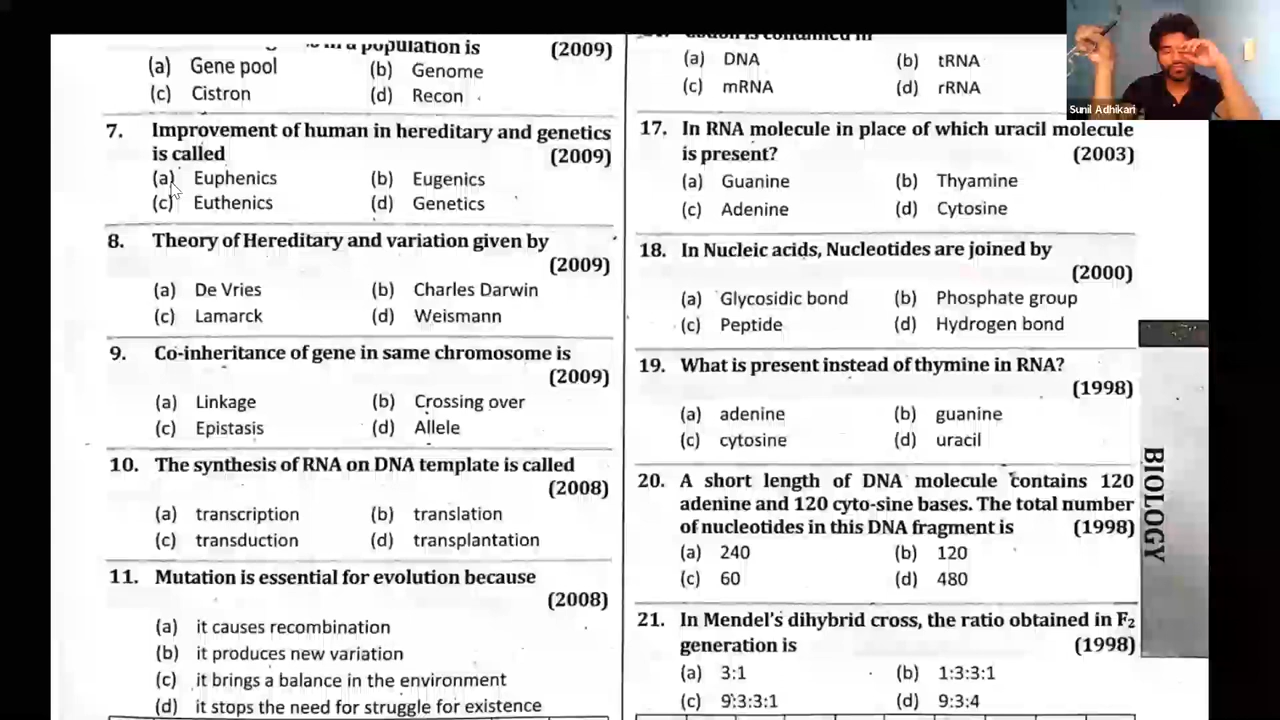 in a population is
(2009)
(a) Gene pool (b) Genome
(c) Cistron (d) Recon
7. Improvement of human in hereditary and genetics
is called (2009)
(a) Euphenics (b) Eugenics
(c) Euthenics (d) Genetics
8. Theory of Hereditary and variation given by
(2009)
(a) De Vries (b) Charles Darwin
(c) Lamarck (d) Weismann
9. Co-inheritance of gene in same chromosome is
(2009)
(a) Linkage (b) Crossing over
(c) Epistasis (d) Allele
10. The synthesis of RNA on DNA template is called
(2008)
(a) transcription (b) translation
(c) transduction (d) transplantation
11. Mutation is essential for evolution because
(2008)
(a) it causes recombination
(b) it produces new variation
(c) it brings a balance in the environment
(d) it stops the need for struggle for existence
Codon is contained in
(a) DNA (b) tRNA
(c) mRNA (d) rRNA
17. In RNA molecule in place of which uracil molecule
is present? (2003)
(a) Guanine (b) Thyamine
(c) Adenine (d) Cytosine
18. In Nucleic acids, Nucleotides are joined by
(2000)
(a) Glycosidic bond (b) Phosphate group
(c) Peptide (d) Hydrogen bond
19. What is present instead of thymine in RNA?
(1998)
(a) adenine (b) guanine
(c) cytosine (d) uracil
20. A short length of DNA molecule contains 120
adenine and 120 cyto-sine bases. The total number
of nucleotides in this DNA fragment is (1998)
(a) 240 (b) 120
(c) 60 (d) 480
21. In Mendel's dihybrid cross, the ratio obtained in F₂
generation is (1998)
(a) 3:1 (b) 1:3:3:1
(c) 9:3:3:1 (d) 9:3:4
BIOLOGY
Sunil Adhikari